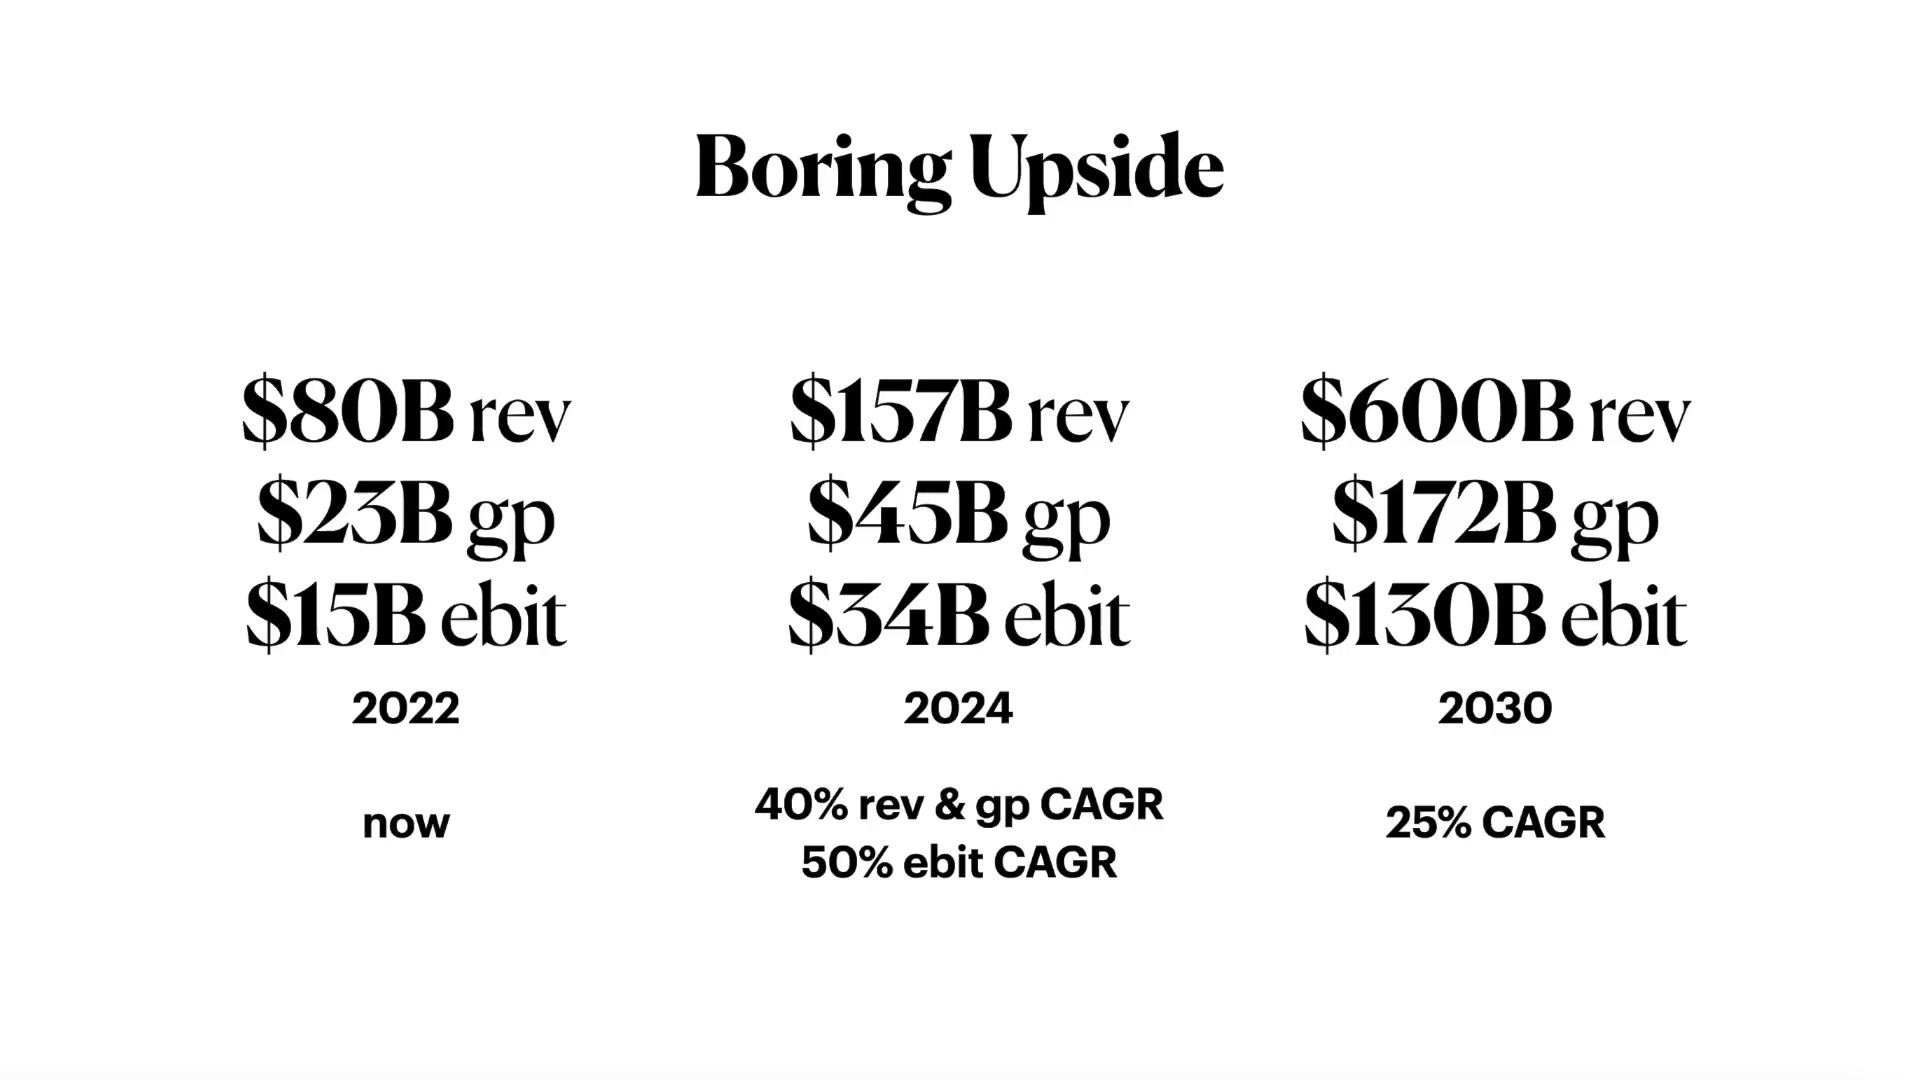 Boring Upside
$80B rev
$23B gp
$15B ebit
2022
now
$157B rev
$45B gp
$34B ebit
2024
40% rev & gp CAGR
50% ebit CAGR
$600B rev
$172B gp
$130B ebit
2030
25% CAGR